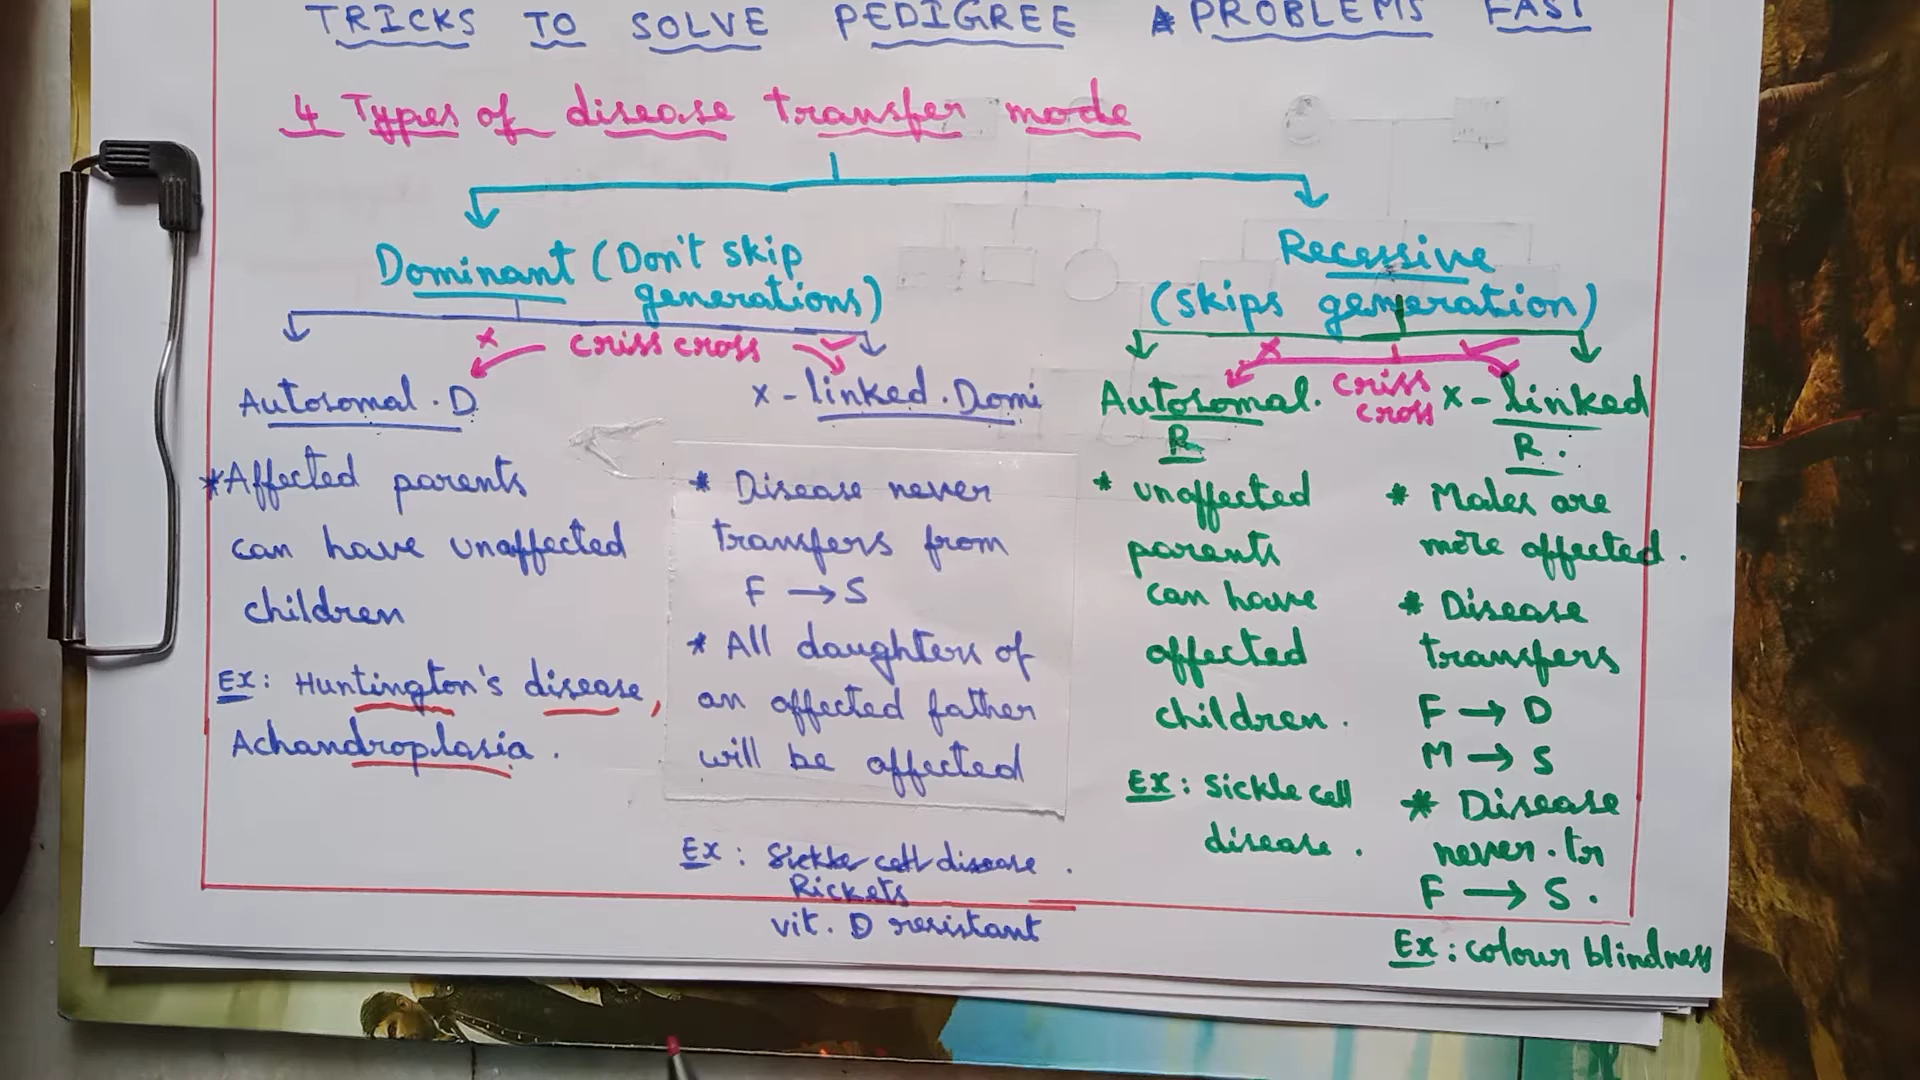 TRICKS TO SOLVE PEDIGREE PROBLEMS FAST
4 Types of disease transfer mode
Dominant (Don't skip
generations)
criss cross
Autosomal . D
x - linked . Domi
* Affected parents
can have unaffected
children
Ex : Huntington's disease,
Achandroplasia .
* Disease never
transfers from
F → S
* All daughters of
an affected father
will be affected
Ex : Sickle cell disease .
Rickets
vit. D resistant
Recessive
(skips generation)
criss
cross
Autosomal .
R
x - linked
R .
* unaffected
parents
can have
affected
children .
Ex : Sickle cell
disease .
* Males are
more affected .
* Disease
transfers
F → D
M → S
* Disease
never . tr
F → S .
Ex : colour blindness